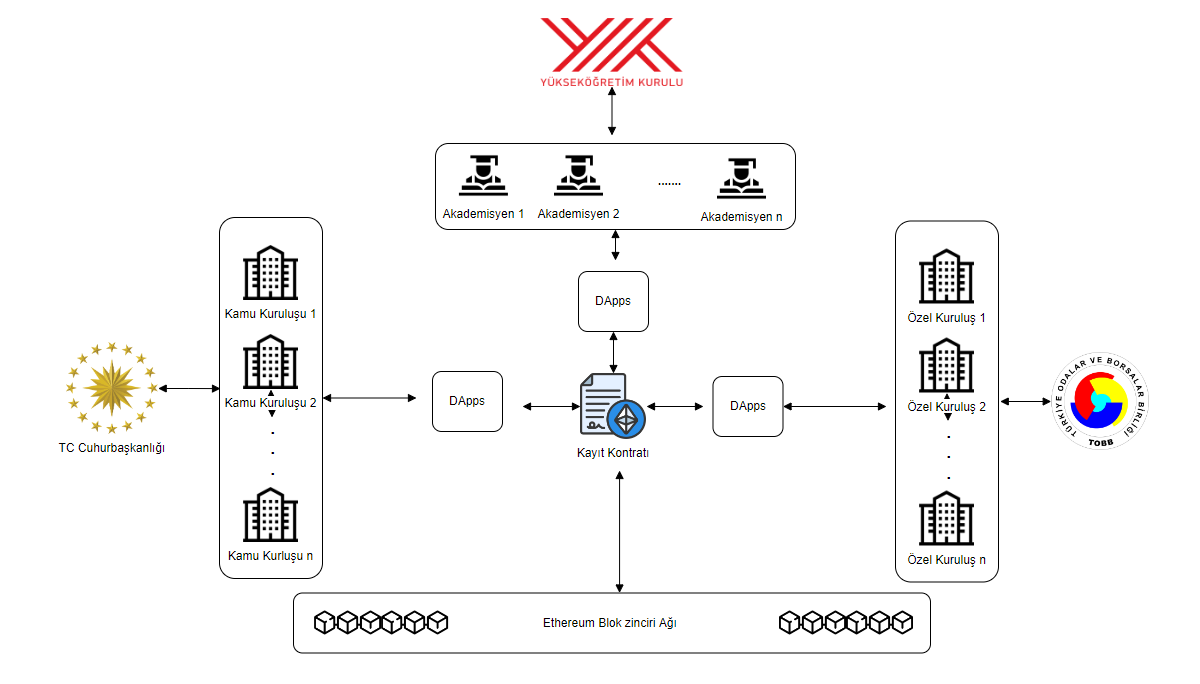 YÜKSEKÖĞRETİM KURULU
Akademisyen 1
Akademisyen 2
.......
Akademisyen n
DApps
Kamu Kuruluşu 1
Kamu Kuruluşu 2
Kamu Kurluşu n
TC Cuhurbaşkanlığı
DApps
Kayıt Kontratı
DApps
Özel Kuruluş 1
Özel Kuruluş 2
Özel Kuruluş n
TÜRKİYE ODALAR VE BORSALAR BİRLİĞİ
TOBB
Ethereum Blok zinciri Ağı